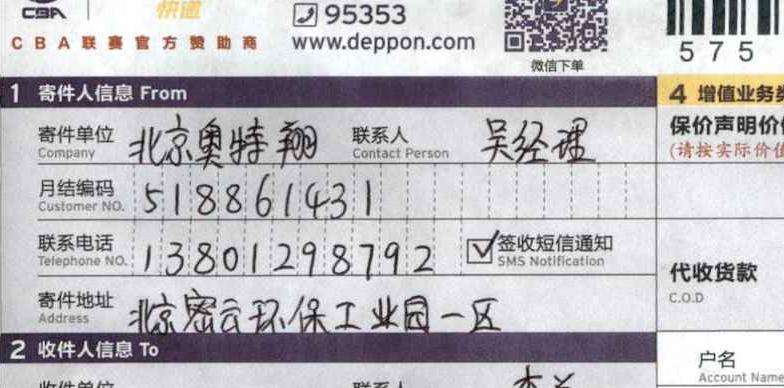 CBA 快递 95353
CBA联赛官方赞助商 www.deppon.com
微信下单
575
1 寄件人信息 From
4 增值业务
寄件单位 Company 北京奥特翔 联系人 Contact Person 吴经理
保价声明价
(请按实际价值
月结编码 Customer NO. 518861431
联系电话 Telephone NO. 13801298792 签收短信通知 SMS Notification
代收货款
C.O.D
寄件地址 Address 北京密云环保工业园一区
2 收件人信息 To
户名
Account Name
收件单位 联系人